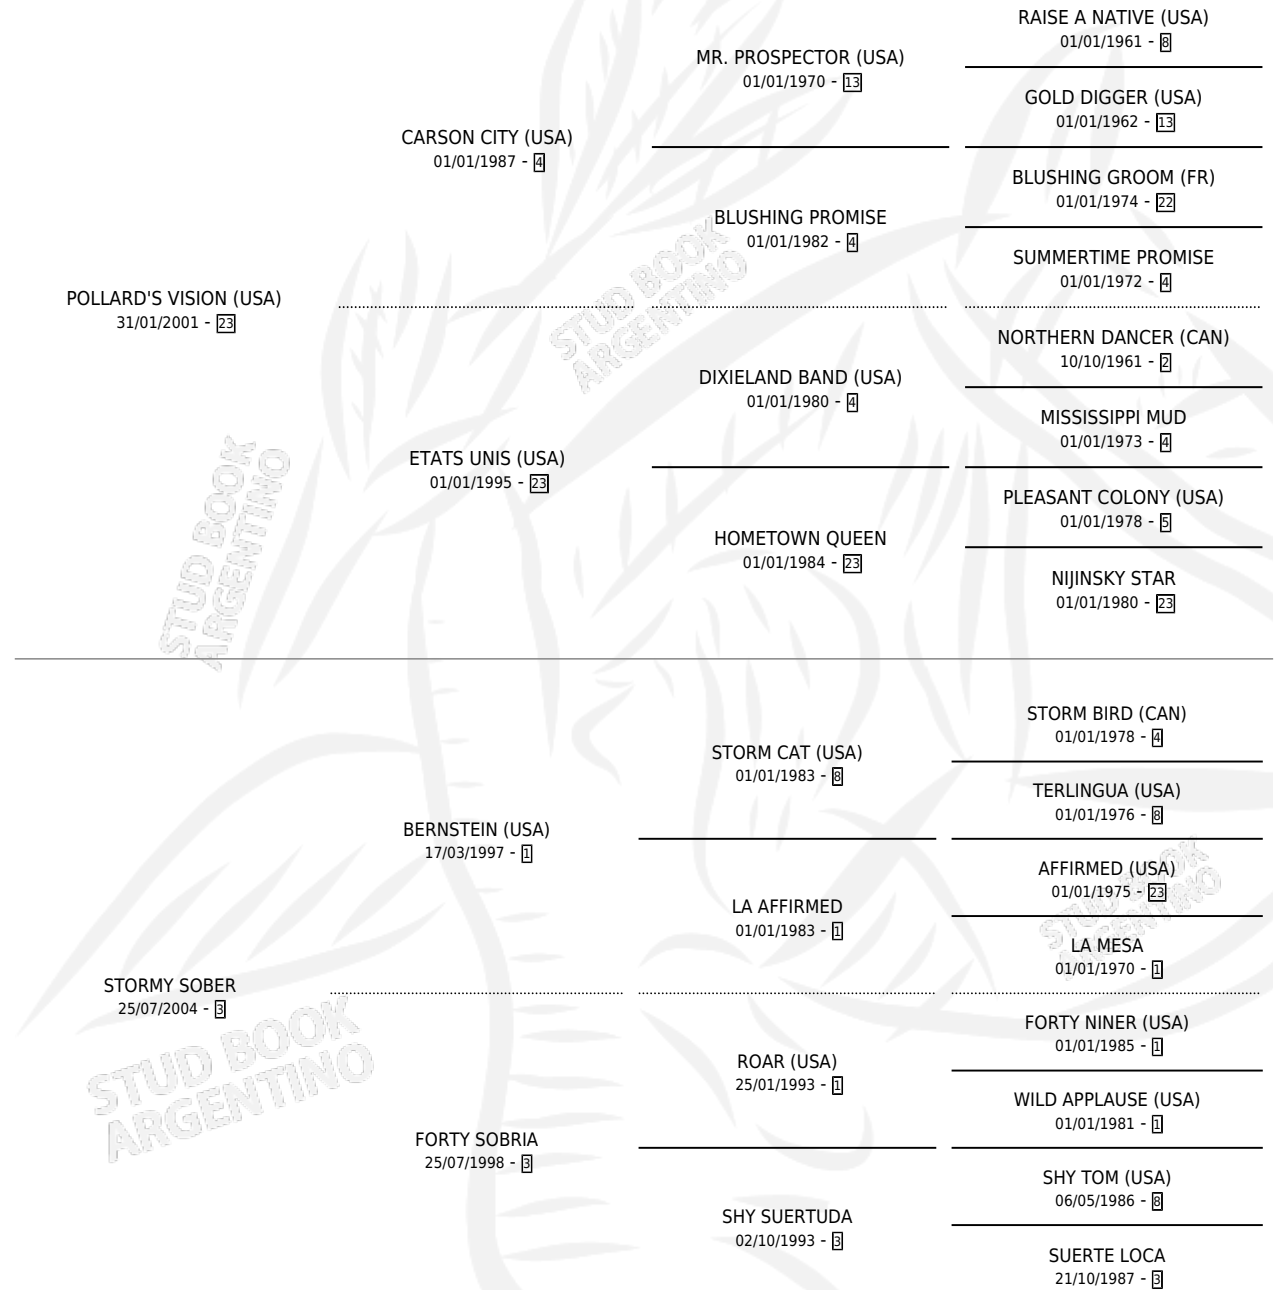 RAISE A NATIVE (USA)
01/01/1961 - 8
MR. PROSPECTOR (USA)
01/01/1970 - 13
GOLD DIGGER (USA)
01/01/1962 - 13
CARSON CITY (USA)
01/01/1987 - 4
BLUSHING GROOM (FR)
01/01/1974 - 22
BLUSHING PROMISE
01/01/1982 - 4
SUMMERTIME PROMISE
01/01/1972 - 4
POLLARD'S VISION (USA)
31/01/2001 - 23
NORTHERN DANCER (CAN)
10/10/1961 - 2
DIXIELAND BAND (USA)
01/01/1980 - 4
MISSISSIPPI MUD
01/01/1973 - 4
ETATS UNIS (USA)
01/01/1995 - 23
PLEASANT COLONY (USA)
01/01/1978 - 5
HOMETOWN QUEEN
01/01/1984 - 23
NIJINSKY STAR
01/01/1980 - 23
STORM BIRD (CAN)
01/01/1978 - 4
STORM CAT (USA)
01/01/1983 - 8
TERLINGUA (USA)
01/01/1976 - 8
BERNSTEIN (USA)
17/03/1997 - 1
AFFIRMED (USA)
01/01/1975 - 23
LA AFFIRMED
01/01/1983 - 1
LA MESA
01/01/1970 - 1
STORMY SOBER
25/07/2004 - 3
FORTY NINER (USA)
01/01/1985 - 1
ROAR (USA)
25/01/1993 - 1
WILD APPLAUSE (USA)
01/01/1981 - 1
FORTY SOBRIA
25/07/1998 - 3
SHY TOM (USA)
06/05/1986 - 8
SHY SUERTUDA
02/10/1993 - 3
SUERTE LOCA
21/10/1987 - 3
STUD BOOK
ARGENTINO
STUD BOOK
ARGENTINO
STUD BOOK
ARGENTINO
STUD BOOK
ARGENTINO